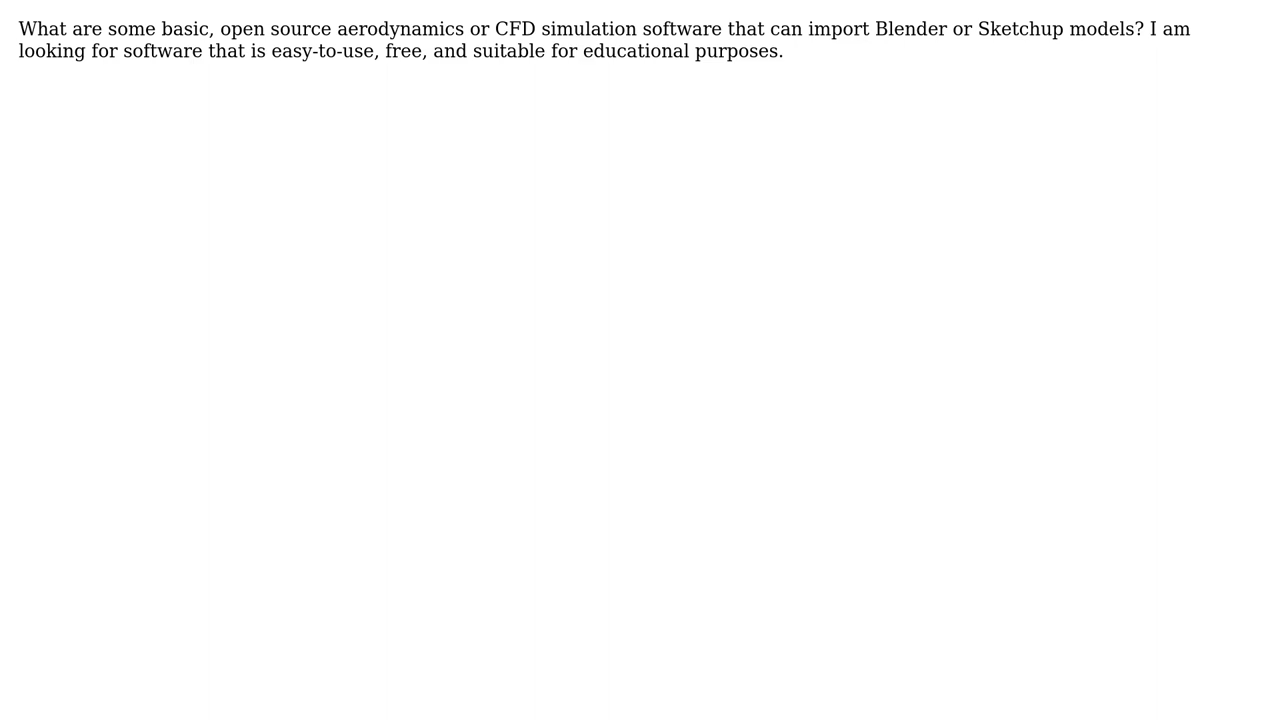 What are some basic, open source aerodynamics or CFD simulation software that can import Blender or Sketchup models? I am
looking for software that is easy-to-use, free, and suitable for educational purposes.